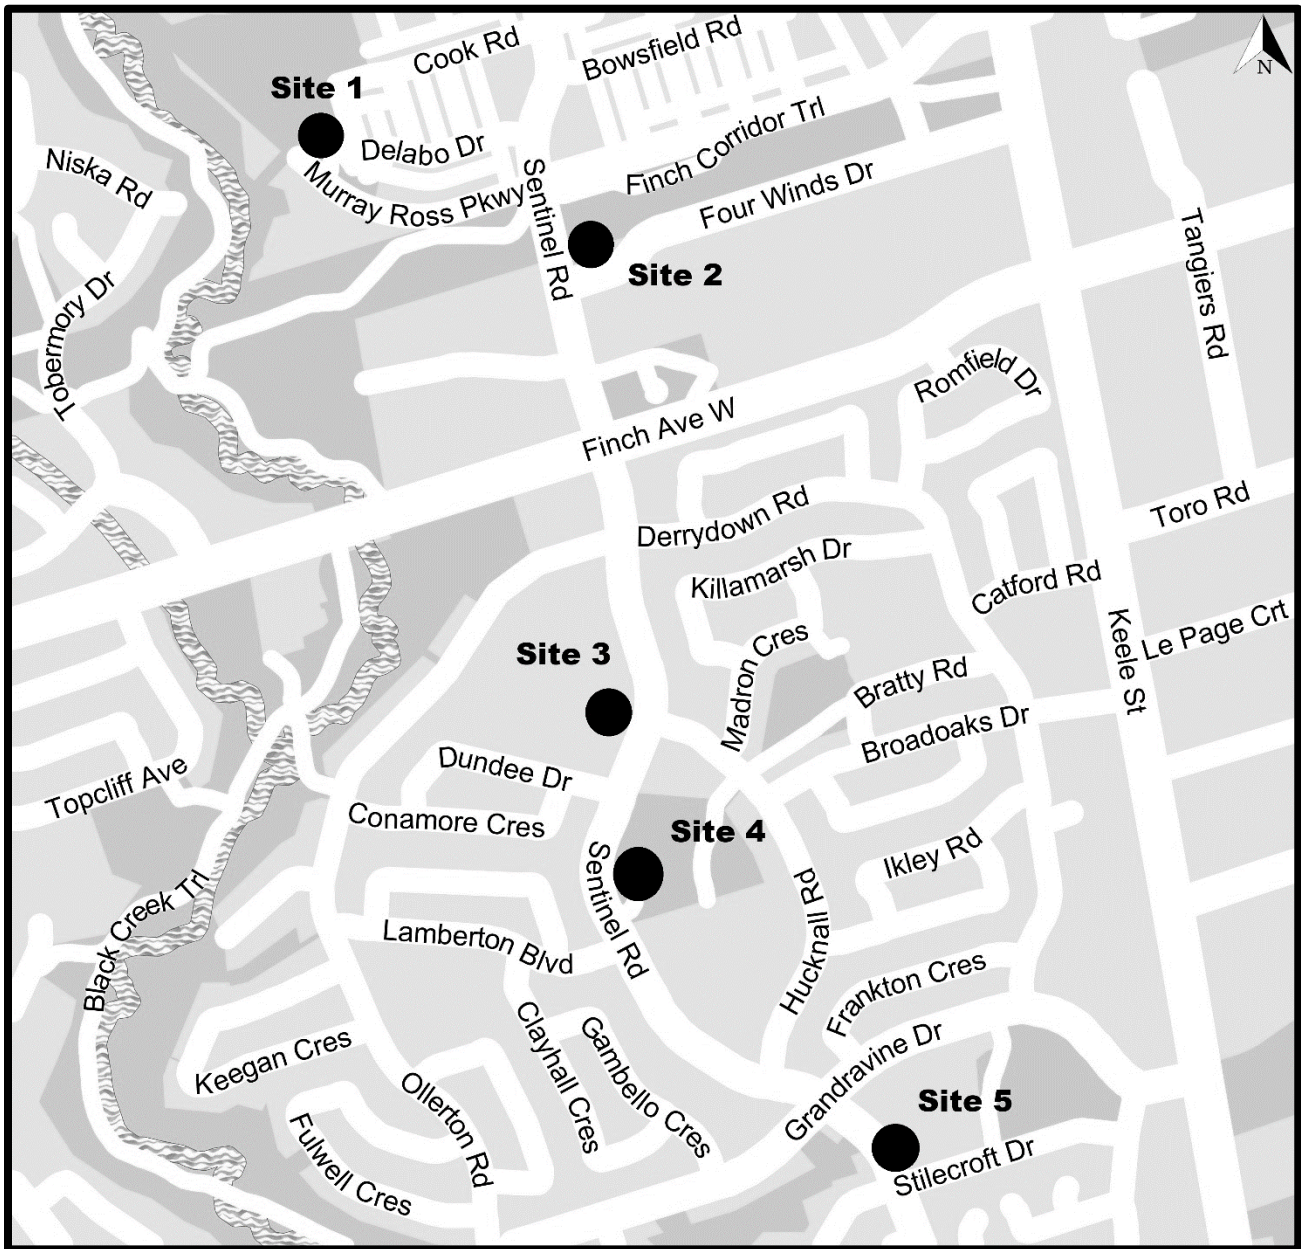 Cook Rd
Bowsfield Rd
N
Site 1
Delabo Dr
Finch Corridor Trl
Niska Rd
Murray Ross Pkwy
Sentinel Rd
Four Winds Dr
Site 2
Tangiers Rd
Tobermory Dr
Romfield Dr
Finch Ave W
Derrydown Rd
Toro Rd
Killamarsh Dr
Catford Rd
Keele St
Le Page Crt
Site 3
Madron Cres
Bratty Rd
Broadoaks Dr
Dundee Dr
Topcliff Ave
Conamore Cres
Site 4
Sentinel Rd
Ikley Rd
Black Creek Trl
Hucknall Rd
Lamberton Blvd
Frankton Cres
Clayhall Cres
Gambello Cres
Grandravine Dr
Keegan Cres
Ollerton Rd
Site 5
Fulwell Cres
Stilecroft Dr